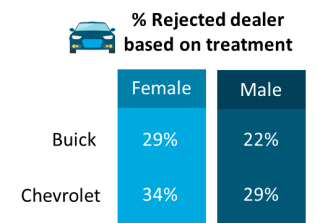 % Rejected dealer
based on treatment
Female Male
Buick 29% 22%
Chevrolet 34% 29%